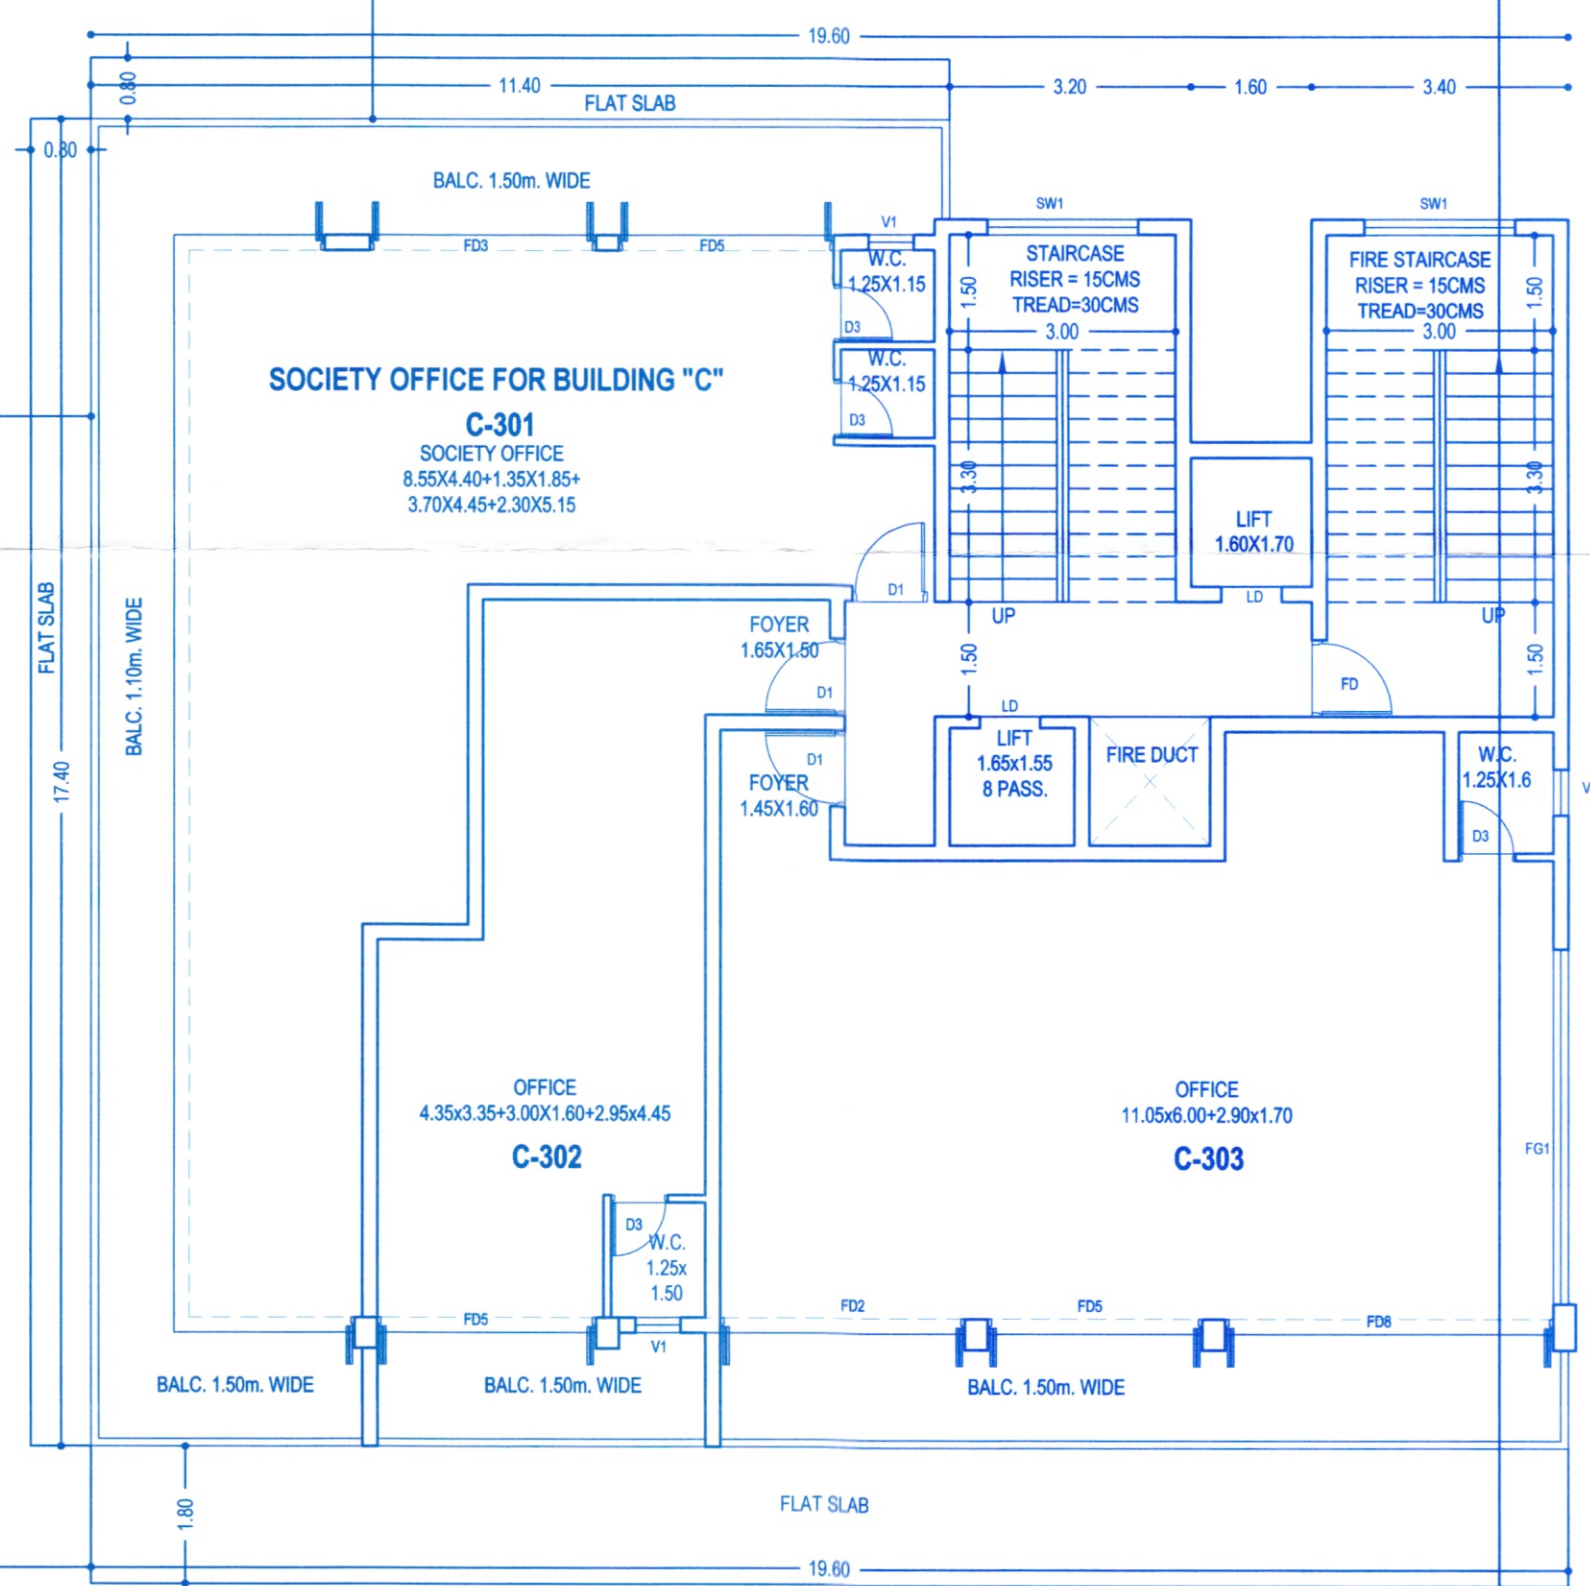 19.60
0.80
11.40
3.20
1.60
3.40
FLAT SLAB
0.80
BALC. 1.50m. WIDE
SW1
SW1
V1
FD3
FD5
W.C.
1.25X1.15
D3
STAIRCASE
RISER = 15CMS
TREAD=30CMS
3.00
1.50
FIRE STAIRCASE
RISER = 15CMS
TREAD=30CMS
3.00
1.50
W.C.
1.25X1.15
D3
SOCIETY OFFICE FOR BUILDING "C"
C-301
SOCIETY OFFICE
8.55X4.40+1.35X1.85+
3.70X4.45+2.30X5.15
3.30
3.30
LIFT
1.60X1.70
LD
D1
UP
UP
FLAT SLAB
17.40
BALC. 1.10m. WIDE
FOYER
1.65X1.50
D1
1.50
1.50
FD
LD
LIFT
1.65x1.55
8 PASS.
FIRE DUCT
D1
FOYER
1.45X1.60
W.C.
1.25X1.6
V
D3
OFFICE
4.35x3.35+3.00X1.60+2.95x4.45
C-302
OFFICE
11.05x6.00+2.90x1.70
C-303
FG1
D3
W.C.
1.25x
1.50
FD5
V1
FD2
FD5
FD8
BALC. 1.50m. WIDE
BALC. 1.50m. WIDE
BALC. 1.50m. WIDE
1.80
FLAT SLAB
19.60